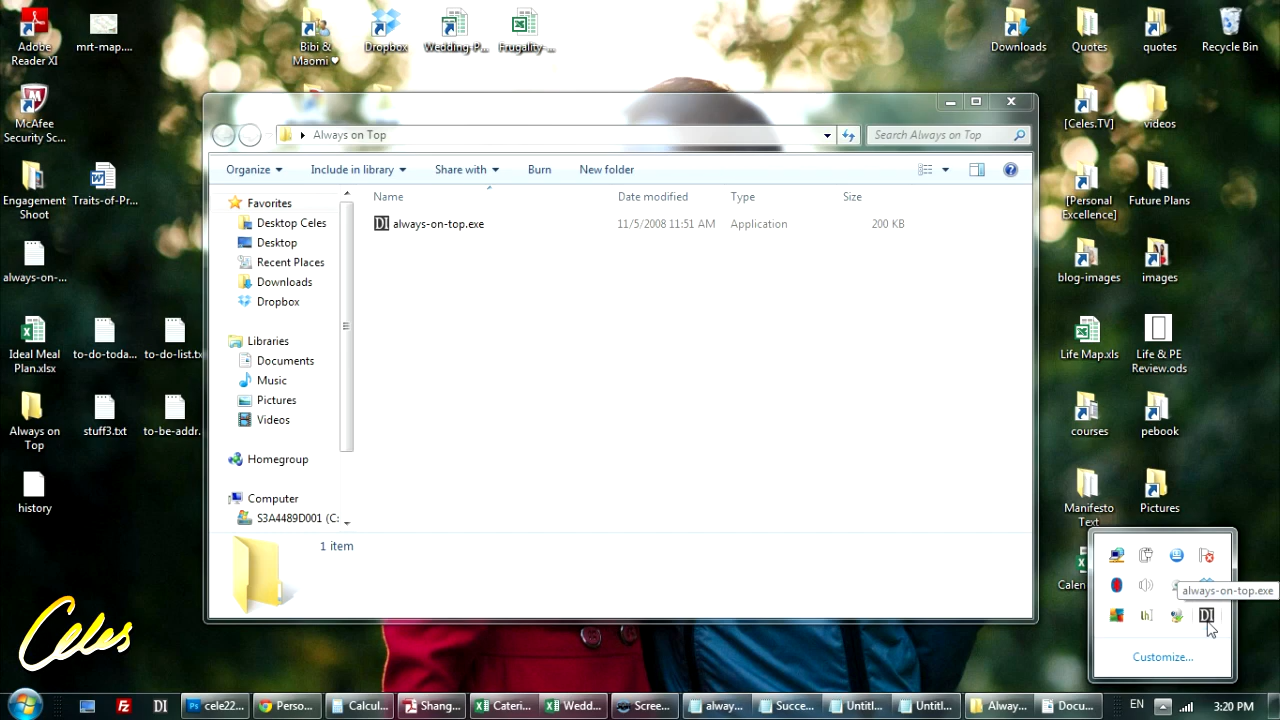 Adobe
Reader XI
mrt-map....
Bibi &
Maomi ♥
Dropbox
Wedding-P...
Frugality-...
Downloads
Quotes
quotes
Recycle Bin
McAfee
Security Sc...
[Celes.TV]
videos
Engagement
Shoot
Traits-of-Pr...
[Personal
Excellence]
Future Plans
always-on-...
blog-images
images
Ideal Meal
Plan.xlsx
to-do-toda...
to-do-list.tx
Life Map.xls
Life & PE
Review.ods
Always on
Top
stuff3.txt
to-be-addr.
courses
pebook
history
Manifesto
Text
Pictures
Calen
Always on Top
Search Always on Top
Organize
Include in library
Share with
Burn
New folder
Name
Date modified
Type
Size
always-on-top.exe
11/5/2008 11:51 AM
Application
200 KB
Favorites
Desktop Celes
Desktop
Recent Places
Downloads
Dropbox
Libraries
Documents
Music
Pictures
Videos
Homegroup
Computer
S3A4489D001 (C:
1 item
always-on-top.exe
Customize...
Celes
DI
cele22...
Perso...
Calcul...
Shang...
Cateri...
Wedd...
Scree...
alway...
Succe...
Untitl...
Untitl...
Alway...
Docu...
EN
3:20 PM